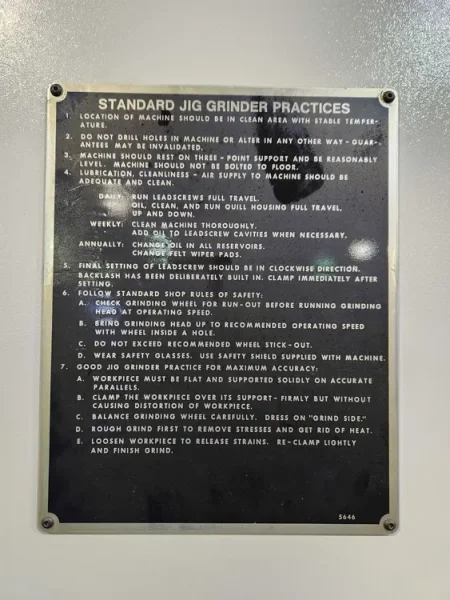 STANDARD JIG GRINDER PRACTICES
1. LOCATION OF MACHINE SHOULD BE IN CLEAN AREA WITH STABLE TEMPER-
ATURE.
2. DO NOT DRILL HOLES IN MACHINE OR ALTER IN ANY OTHER WAY - GUAR-
ANTEES MAY BE INVALIDATED.
3. MACHINE SHOULD REST ON THREE - POINT SUPPORT AND BE REASONABLY
LEVEL. MACHINE SHOULD NOT BE BOLTED TO FLOOR.
4. LUBRICATION, CLEANLINESS - AIR SUPPLY TO MACHINE SHOULD BE
ADEQUATE AND CLEAN.
DAILY: RUN LEADSCREWS FULL TRAVEL.
OIL, CLEAN, AND RUN QUILL HOUSING FULL TRAVEL,
UP AND DOWN.
WEEKLY: CLEAN MACHINE THOROUGHLY.
ADD OIL TO LEADSCREW CAVITIES WHEN NECESSARY.
ANNUALLY: CHANGE OIL IN ALL RESERVOIRS.
CHANGE FELT WIPER PADS.
5. FINAL SETTING OF LEADSCREW SHOULD BE IN CLOCKWISE DIRECTION.
BACKLASH HAS BEEN DELIBERATELY BUILT IN. CLAMP IMMEDIATELY AFTER
SETTING.
6. FOLLOW STANDARD SHOP RULES OF SAFETY:
A. CHECK GRINDING WHEEL FOR RUN-OUT BEFORE RUNNING GRINDING
HEAD AT OPERATING SPEED.
B. BRING GRINDING HEAD UP TO RECOMMENDED OPERATING SPEED
WITH WHEEL INSIDE A HOLE.
C. DO NOT EXCEED RECOMMENDED WHEEL STICK-OUT.
D. WEAR SAFETY GLASSES. USE SAFETY SHIELD SUPPLIED WITH MACHINE.
7. GOOD JIG GRINDER PRACTICE FOR MAXIMUM ACCURACY:
A. WORKPIECE MUST BE FLAT AND SUPPORTED SOLIDLY ON ACCURATE
PARALLELS.
B. CLAMP THE WORKPIECE OVER ITS SUPPORT - FIRMLY BUT WITHOUT
CAUSING DISTORTION OF WORKPIECE.
C. BALANCE GRINDING WHEEL CAREFULLY. DRESS ON "GRIND SIDE."
D. ROUGH GRIND FIRST TO REMOVE STRESSES AND GET RID OF HEAT.
E. LOOSEN WORKPIECE TO RELEASE STRAINS. RE-CLAMP LIGHTLY
AND FINISH GRIND.
5646